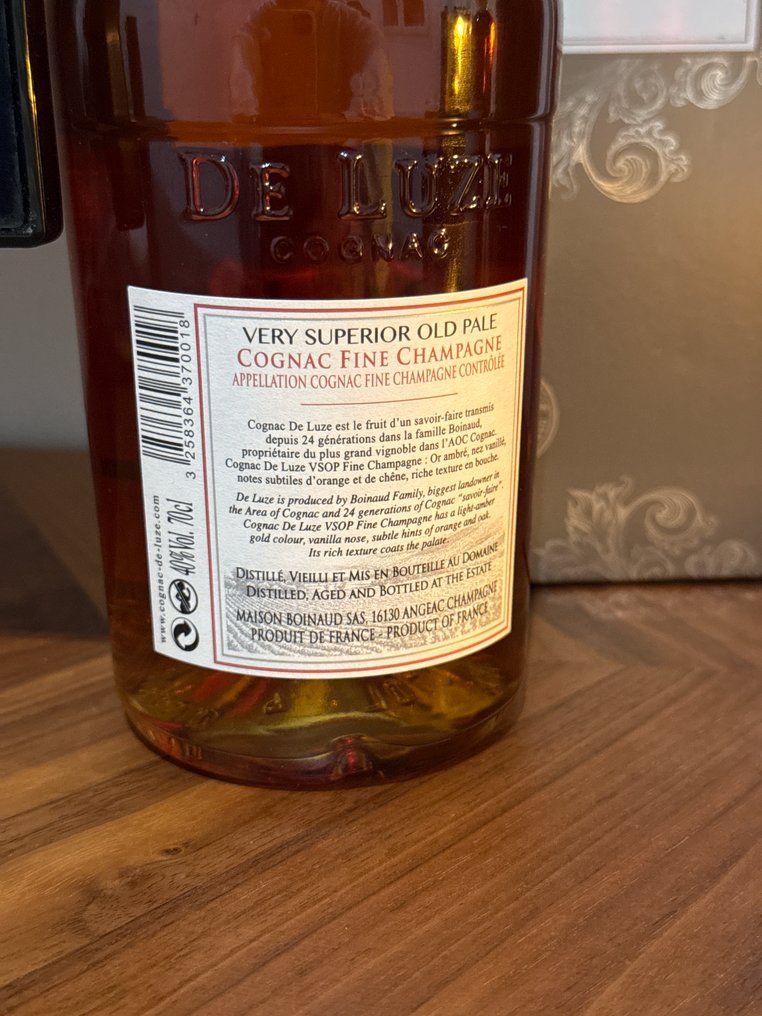 DE LUZE
COGNAC
VERY SUPERIOR OLD PALE
COGNAC FINE CHAMPAGNE
APPELLATION COGNAC FINE CHAMPAGNE CONTRÔLÉE
Cognac De Luze est le fruit d'un savoir-faire transmis
depuis 24 générations dans la famille Boinaud,
propriétaire du plus grand vignoble dans l'AOC Cognac.
Cognac De Luze VSOP Fine Champagne : Or ambré, nez vanillé,
notes subtiles d'orange et de chêne, riche texture en bouche.
De Luze is produced by Boinaud Family, biggest landowner in
the Area of Cognac and 24 generations of Cognac "savoir-faire".
Cognac De Luze VSOP Fine Champagne has a light-amber
gold colour, vanilla nose, subtle hints of orange and oak.
Its rich texture coats the palate.
DISTILLÉ, VIEILLI ET MIS EN BOUTEILLE AU DOMAINE
DISTILLED, AGED AND BOTTLED AT THE ESTATE
MAISON BOINAUD SAS, 16130 ANGEAC CHAMPAGNE
PRODUIT DE FRANCE - PRODUCT OF FRANCE
3 258364 370018
40%Vol. 70cl
www.cognac-de-luze.com